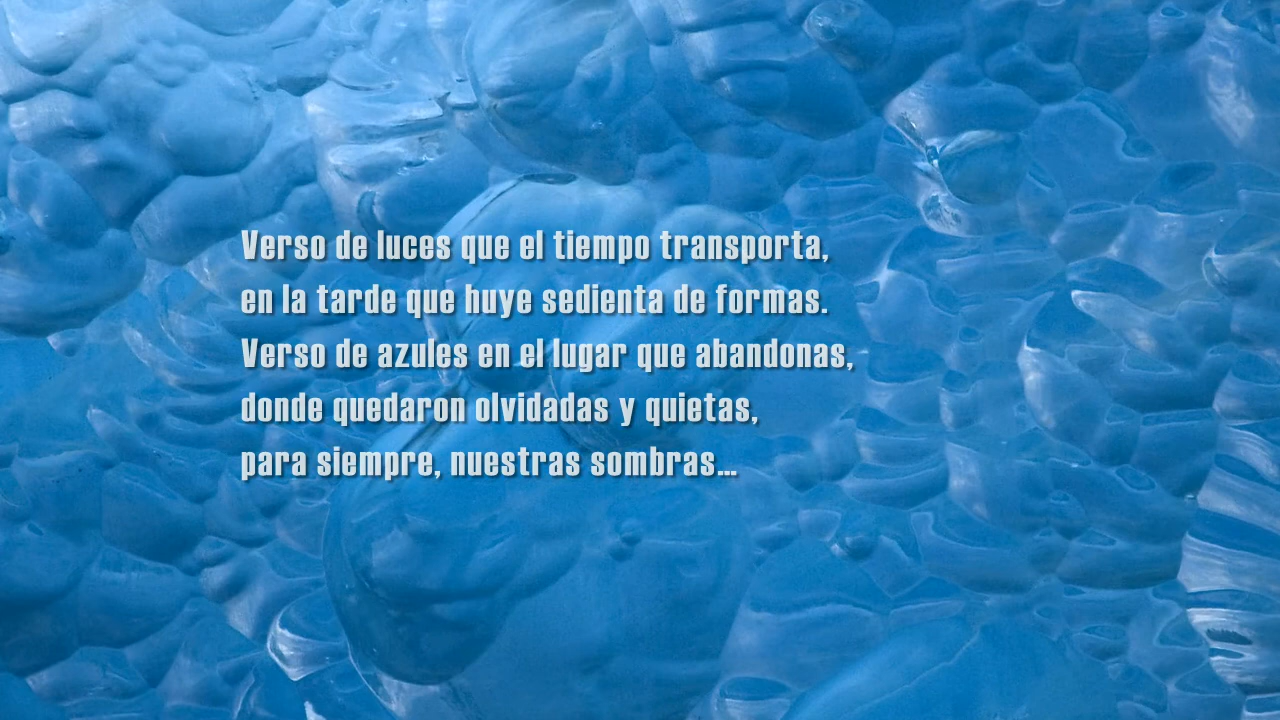 Verso de luces que el tiempo transporta,
en la tarde que huye sedienta de formas.
Verso de azules en el lugar que abandonas,
donde quedaron olvidadas y quietas,
para siempre, nuestras sombras...